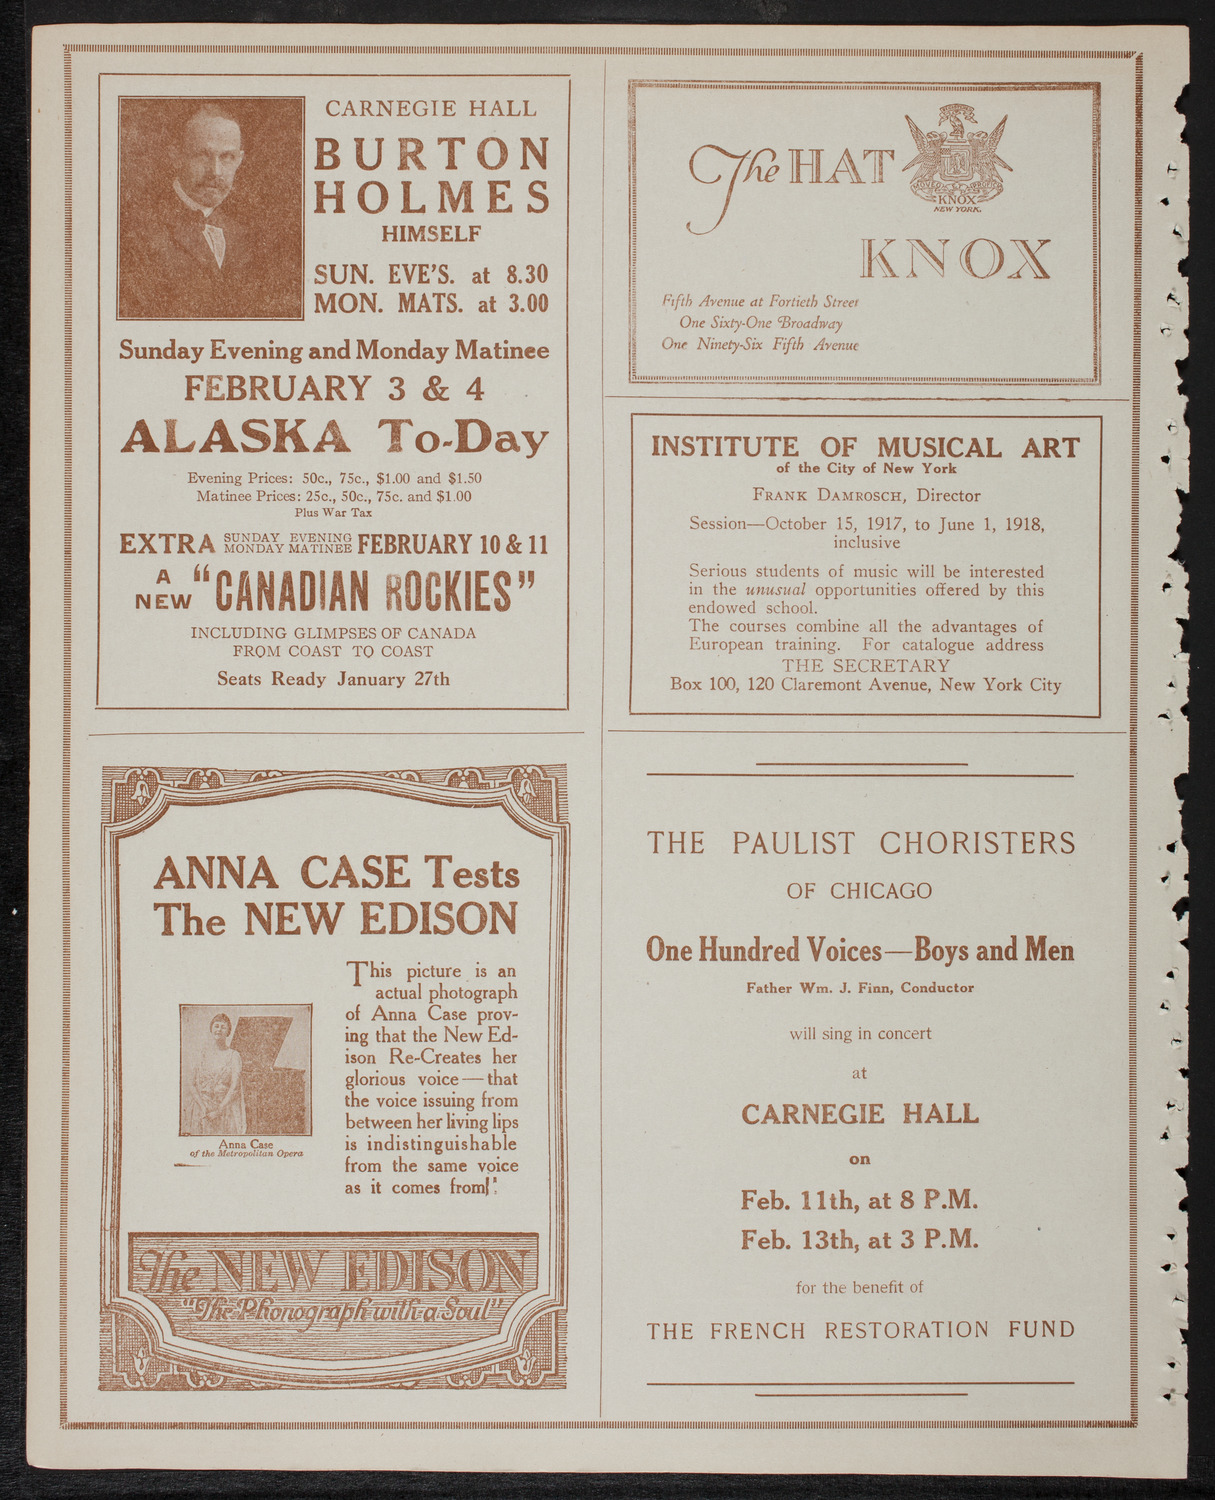 CARNEGIE HALL
BURTON
HOLMES
HIMSELF
SUN. EVE'S. at 8.30
MON. MATS. at 3.00
Sunday Evening and Monday Matinee
FEBRUARY 3 & 4
ALASKA To-Day
Evening Prices: 50c., 75c., $1.00 and $1.50
Matinee Prices: 25c., 50c., 75c. and $1.00
Plus War Tax
EXTRA SUNDAY EVENING MONDAY MATINEE FEBRUARY 10 & 11
A NEW "CANADIAN ROCKIES"
INCLUDING GLIMPSES OF CANADA
FROM COAST TO COAST
Seats Ready January 27th
The HAT
KNOX
NEW YORK.
KNOX
Fifth Avenue at Fortieth Street
One Sixty-One Broadway
One Ninety-Six Fifth Avenue
INSTITUTE OF MUSICAL ART
of the City of New York
FRANK DAMROSCH, Director
Session—October 15, 1917, to June 1, 1918,
inclusive
Serious students of music will be interested
in the unusual opportunities offered by this
endowed school.
The courses combine all the advantages of
European training. For catalogue address
THE SECRETARY
Box 100, 120 Claremont Avenue, New York City
ANNA CASE Tests
The NEW EDISON
This picture is an
actual photograph
of Anna Case prov-
ing that the New Ed-
ison Re-Creates her
glorious voice—that
the voice issuing from
between her living lips
is indistinguishable
from the same voice
as it comes from
Anna Case
of the Metropolitan Opera
The NEW EDISON
"The Phonograph with a Soul"
THE PAULIST CHORISTERS
OF CHICAGO
One Hundred Voices—Boys and Men
Father Wm. J. Finn, Conductor
will sing in concert
at
CARNEGIE HALL
on
Feb. 11th, at 8 P.M.
Feb. 13th, at 3 P.M.
for the benefit of
THE FRENCH RESTORATION FUND